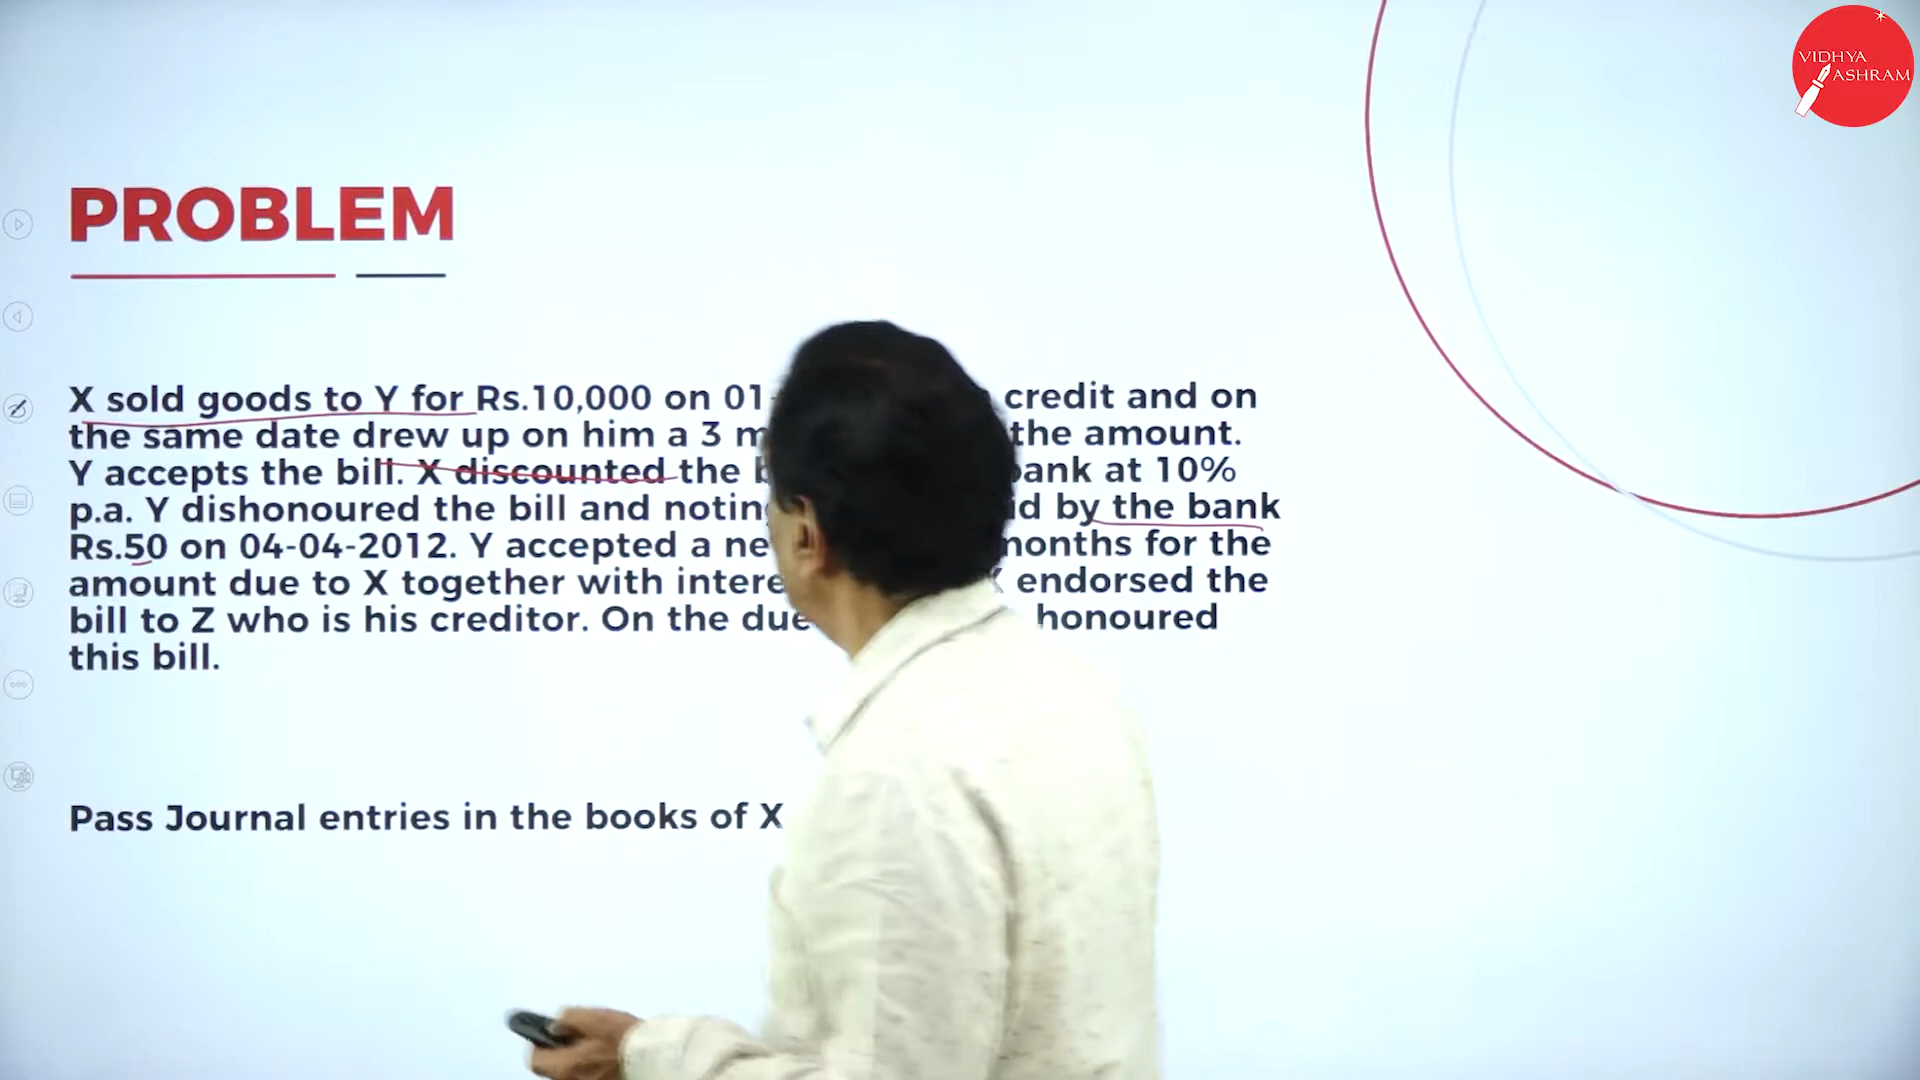 VIDHYA
ASHRAM
PROBLEM
X sold goods to Y for Rs.10,000 on 01- credit and on
the same date drew up on him a 3 the amount.
Y accepts the bill. X discounted the bank at 10%
p.a. Y dishonoured the bill and by the bank
Rs.50 on 04-04-2012. Y accepted a months for the
amount due to X together with endorsed the
bill to Z who is his creditor. On the due honoured
this bill.
Pass Journal entries in the books of X